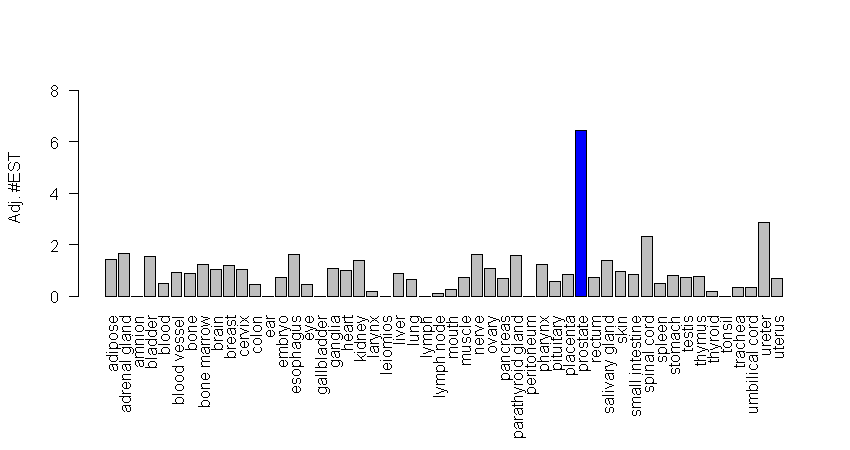 Adj. #EST
8
6
4
2
0
adipose
adrenal gland
amnion
bladder
blood
blood vessel
bone
bone marrow
brain
breast
cervix
colon
ear
embryo
esophagus
eye
gallbladder
ganglia
heart
kidney
larynx
leiomios
liver
lung
lymph
lymph node
mouth
muscle
nerve
ovary
pancreas
parathyroid gland
peritoneum
pharynx
pituitary
placenta
prostate
rectum
salivary gland
skin
small intestine
spinal cord
spleen
stomach
testis
thymus
thyroid
tonsil
trachea
umbilical cord
ureter
uterus